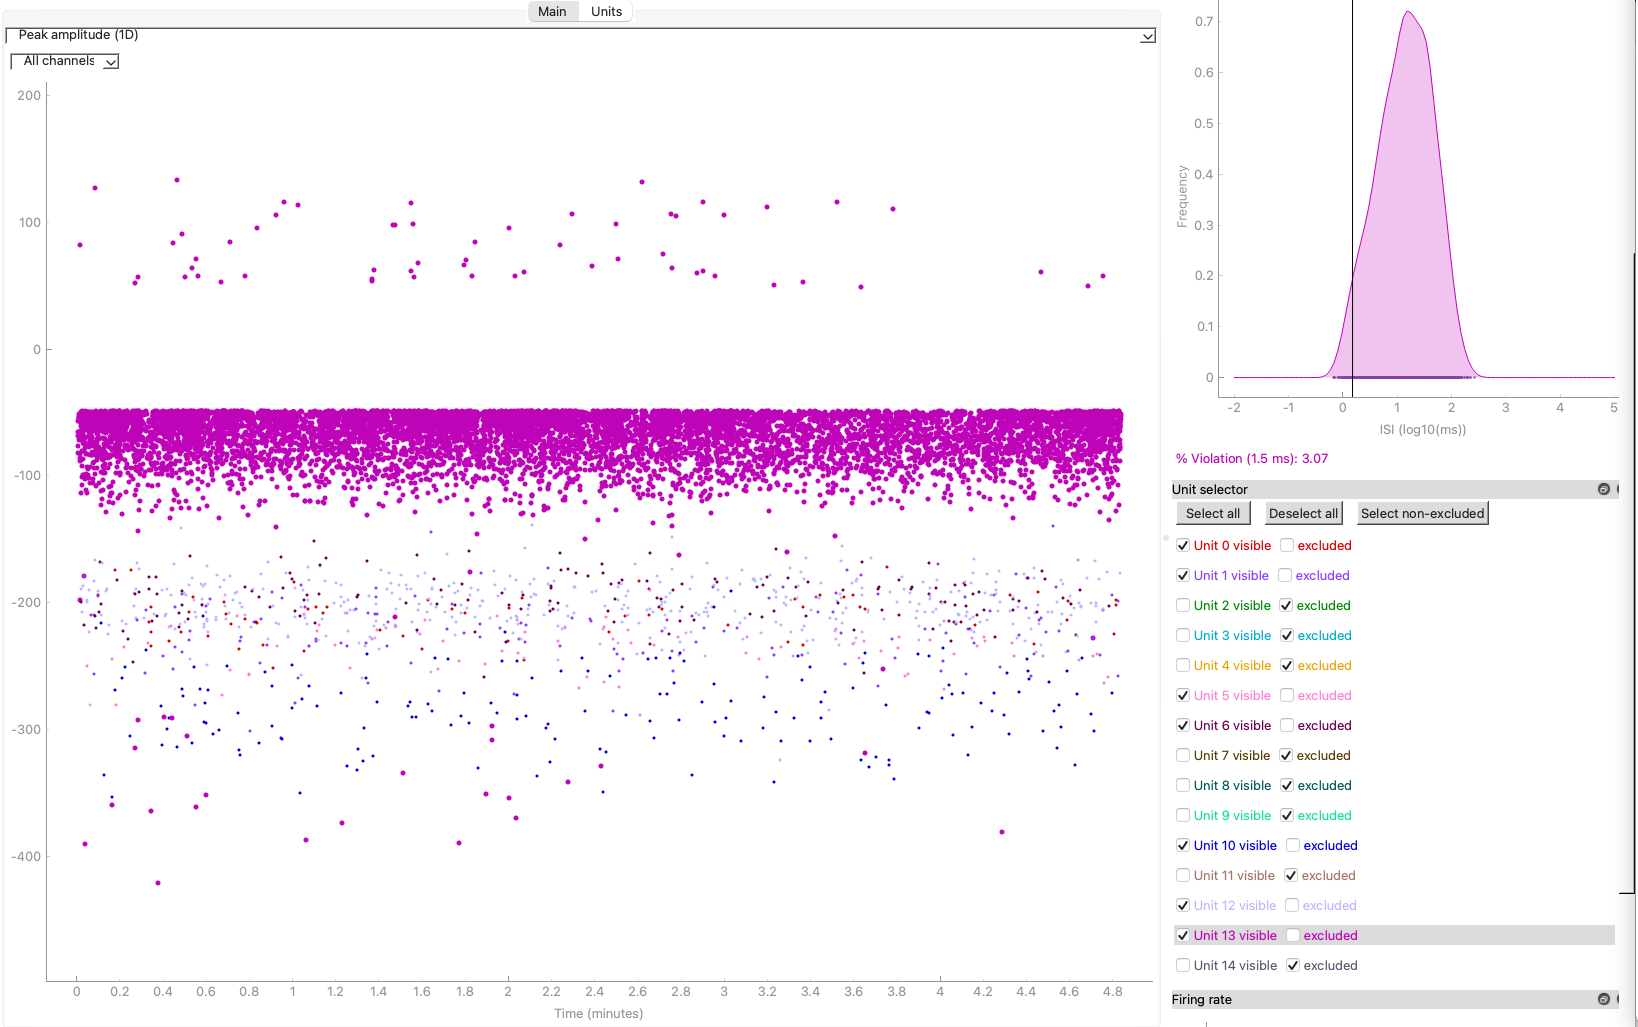 Main Units
Peak amplitude (1D)
All channels
200
100
0
-100
-200
-300
-400
0 0.2 0.4 0.6 0.8 1 1.2 1.4 1.6 1.8 2 2.2 2.4 2.6 2.8 3 3.2 3.4 3.6 3.8 4 4.2 4.4 4.6 4.8
Time (minutes)
0.7
0.6
0.5
0.4
0.3
0.2
0.1
0
Frequency
-2 -1 0 1 2 3 4 5
ISI (log10(ms))
% Violation (1.5 ms): 3.07
Unit selector
Select all Deselect all Select non-excluded
Unit 0 visible excluded
Unit 1 visible excluded
Unit 2 visible excluded
Unit 3 visible excluded
Unit 4 visible excluded
Unit 5 visible excluded
Unit 6 visible excluded
Unit 7 visible excluded
Unit 8 visible excluded
Unit 9 visible excluded
Unit 10 visible excluded
Unit 11 visible excluded
Unit 12 visible excluded
Unit 13 visible excluded
Unit 14 visible excluded
Firing rate